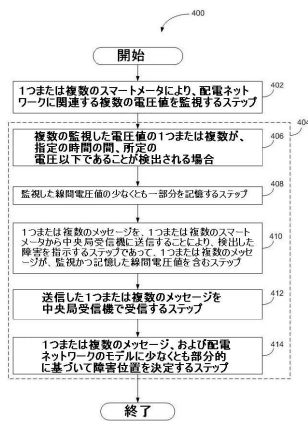 400
開始
1つまたは複数のスマートメータにより、配電ネット
ワークに関連する複数の電圧値を監視するステップ
402
404
複数の監視した電圧値の1つまたは複数が、
指定の時間の間、所定の
電圧以下であることが検出される場合
406
監視した線間電圧値の少なくとも一部分を記憶するステップ
408
1つまたは複数のメッセージを、1つまたは複数のスマート
メータから中央局受信機に送信することにより、検出した
障害を指示するステップであって、1つまたは複数のメッセー
ジが、監視かつ記憶した線間電圧値を含むステップ
410
送信した1つまたは複数のメッセージを
中央局受信機で受信するステップ
412
1つまたは複数のメッセージ、および配電
ネットワークのモデルに少なくとも部分的
に基づいて障害位置を決定するステップ
414
終了